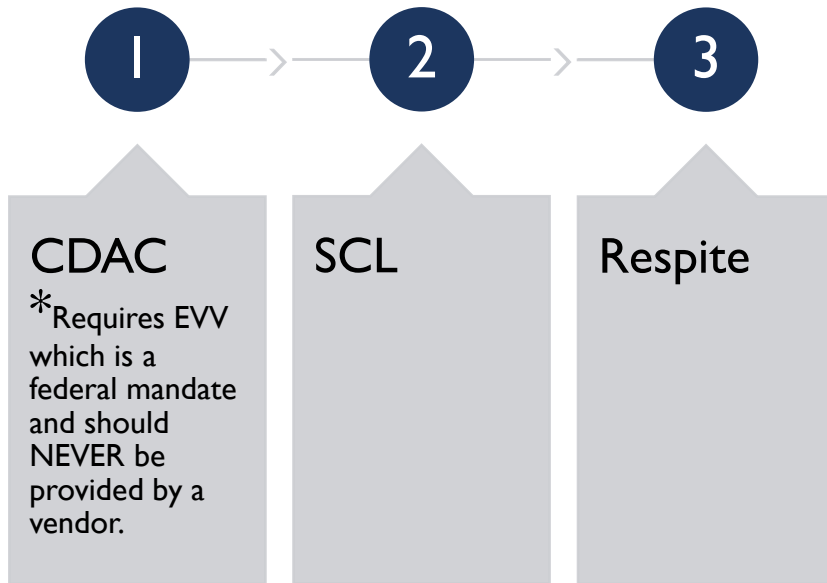 1
2
3
CDAC
*Requires EVV
which is a
federal mandate
and should
NEVER be
provided by a
vendor.
SCL
Respite